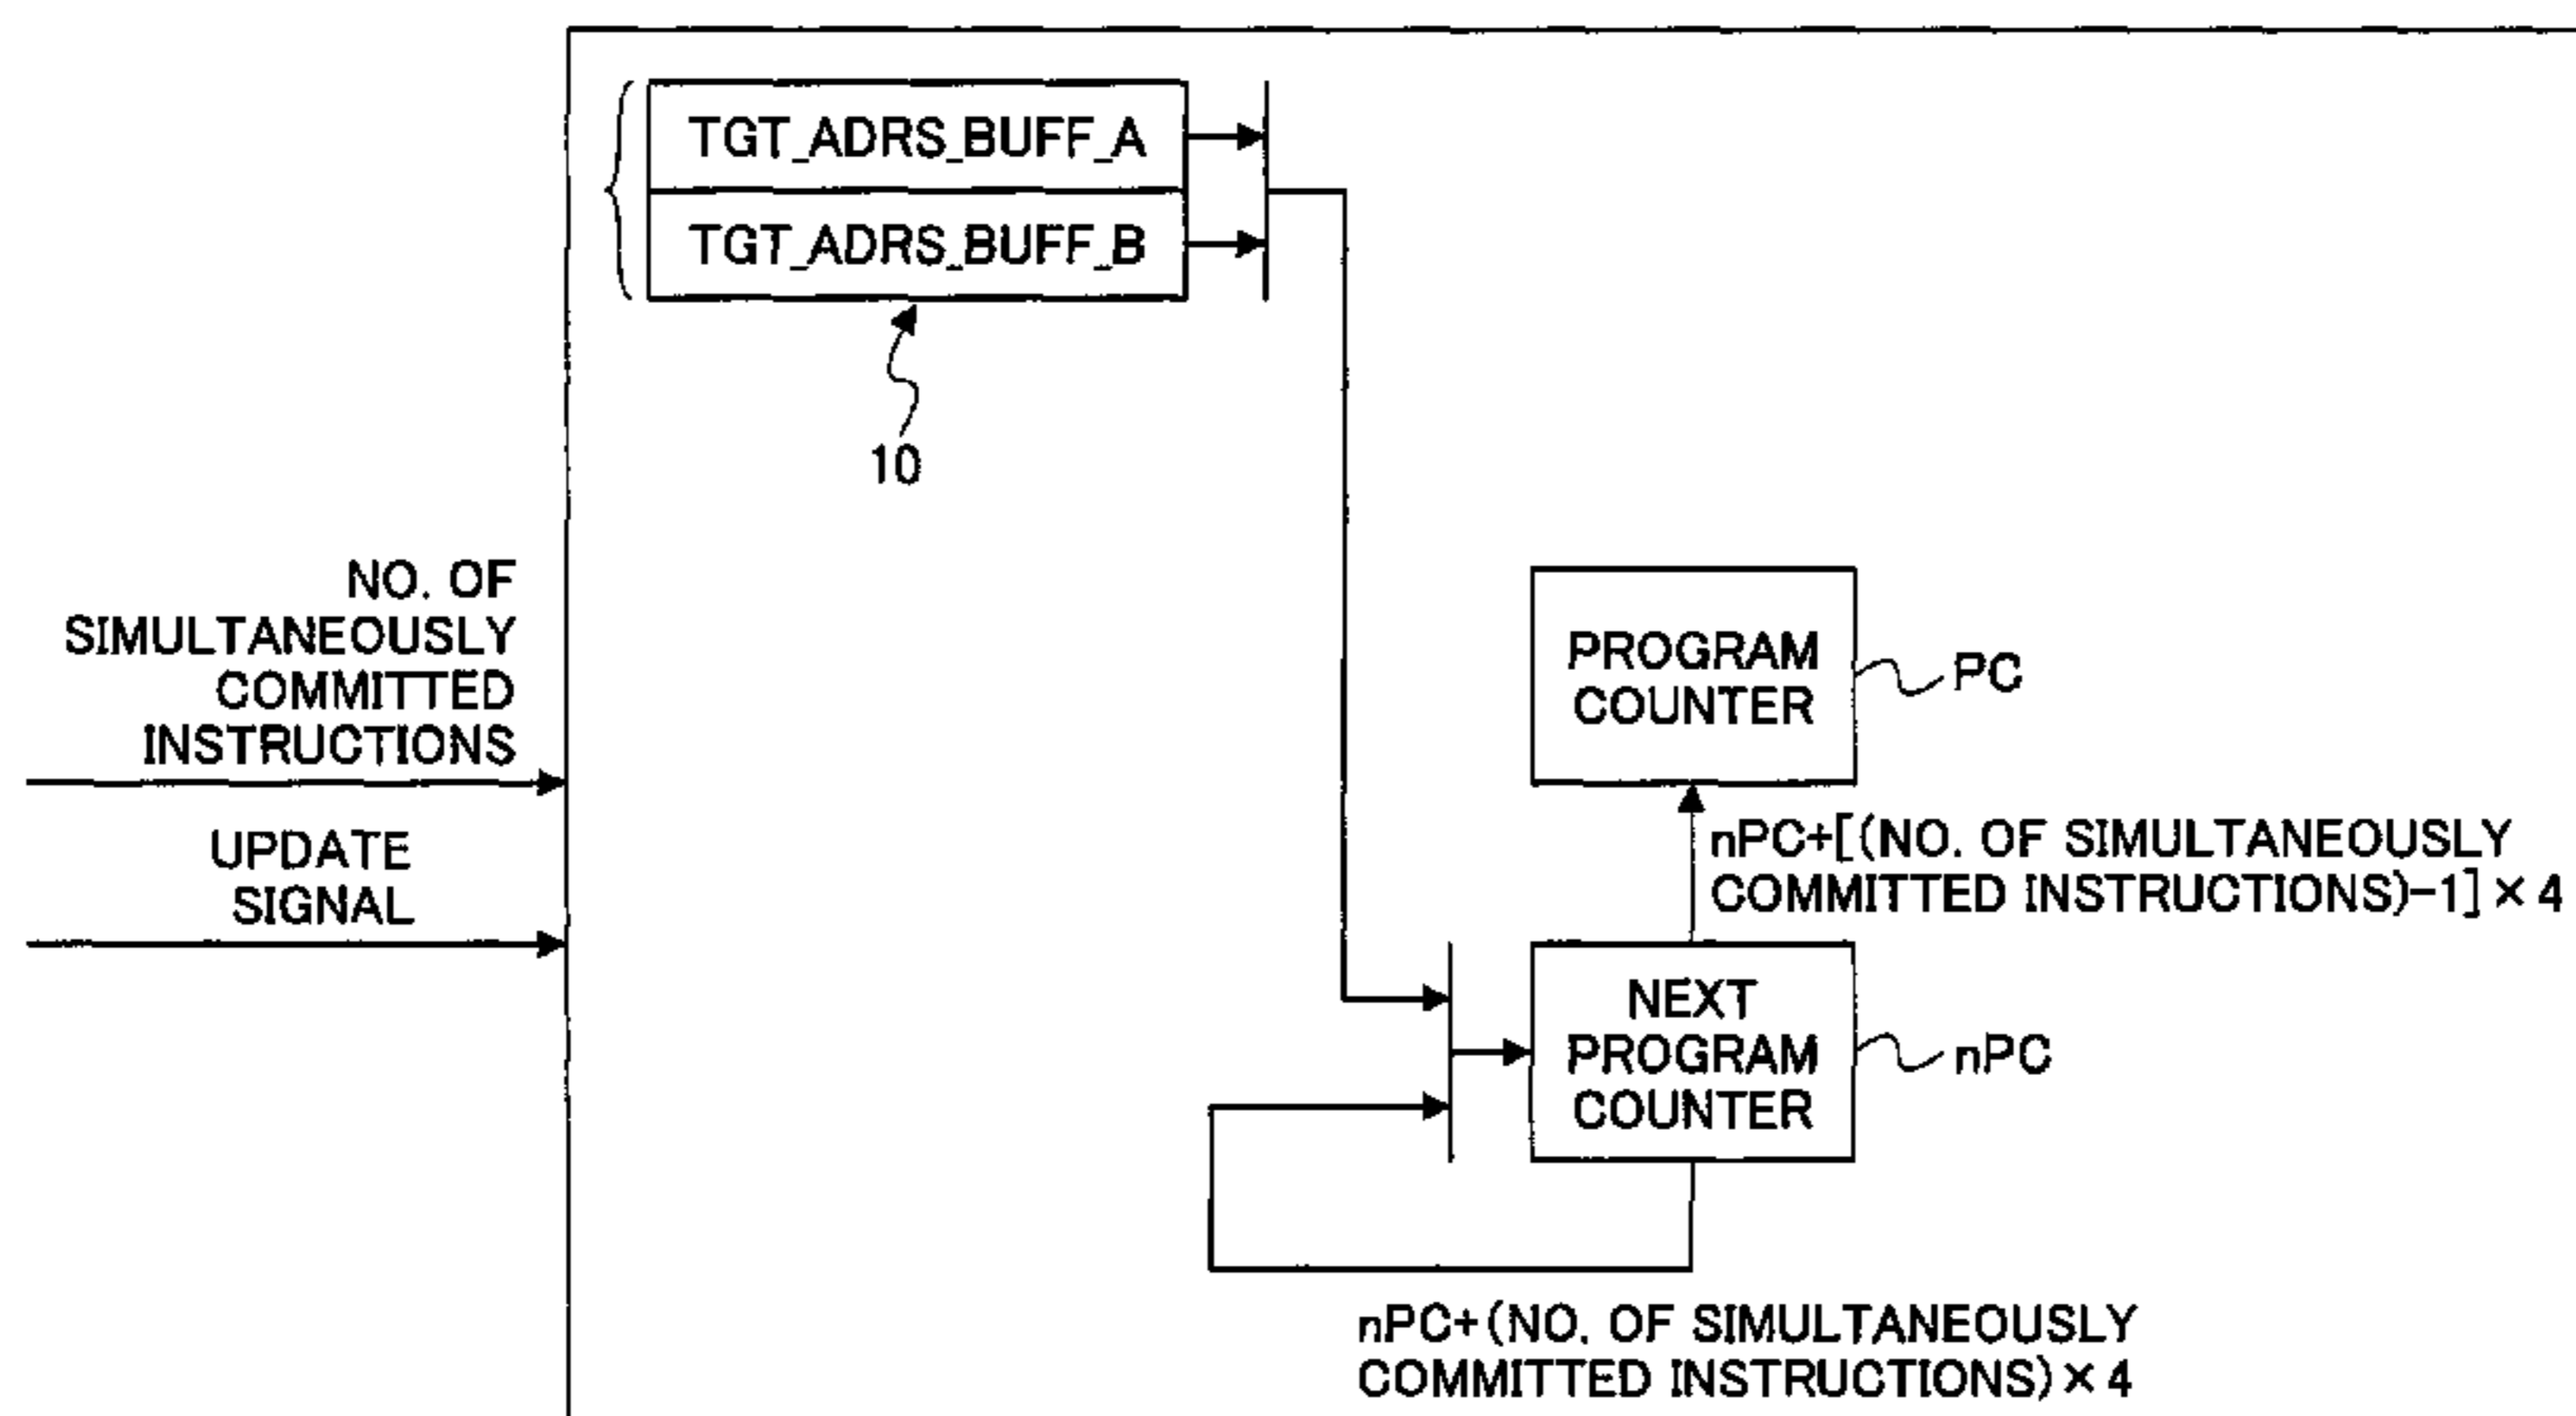 TGT_ADRS_BUFF_A
TGT_ADRS_BUFF_B
10
NO. OF
SIMULTANEOUSLY
COMMITTED
INSTRUCTIONS
UPDATE
SIGNAL
PROGRAM
COUNTER
PC
nPC+[(NO. OF SIMULTANEOUSLY
COMMITTED INSTRUCTIONS)-1]×4
NEXT
PROGRAM
COUNTER
nPC
nPC+(NO. OF SIMULTANEOUSLY
COMMITTED INSTRUCTIONS)×4